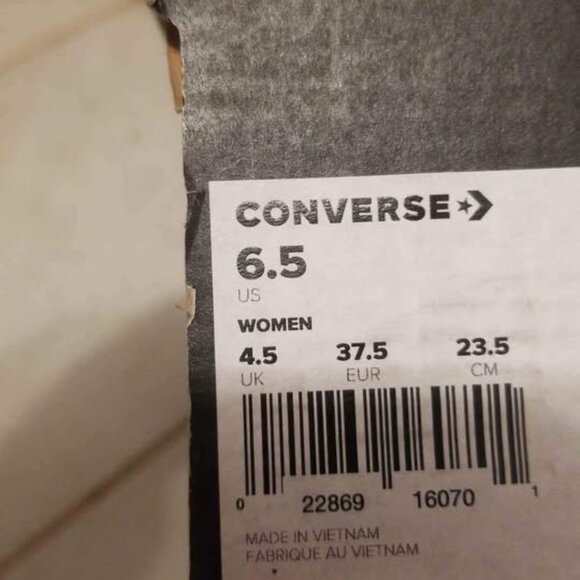 CONVERSE
6.5
US
WOMEN
4.5 37.5 23.5
UK EUR CM
0 22869 16070 1
MADE IN VIETNAM
FABRIQUE AU VIETNAM